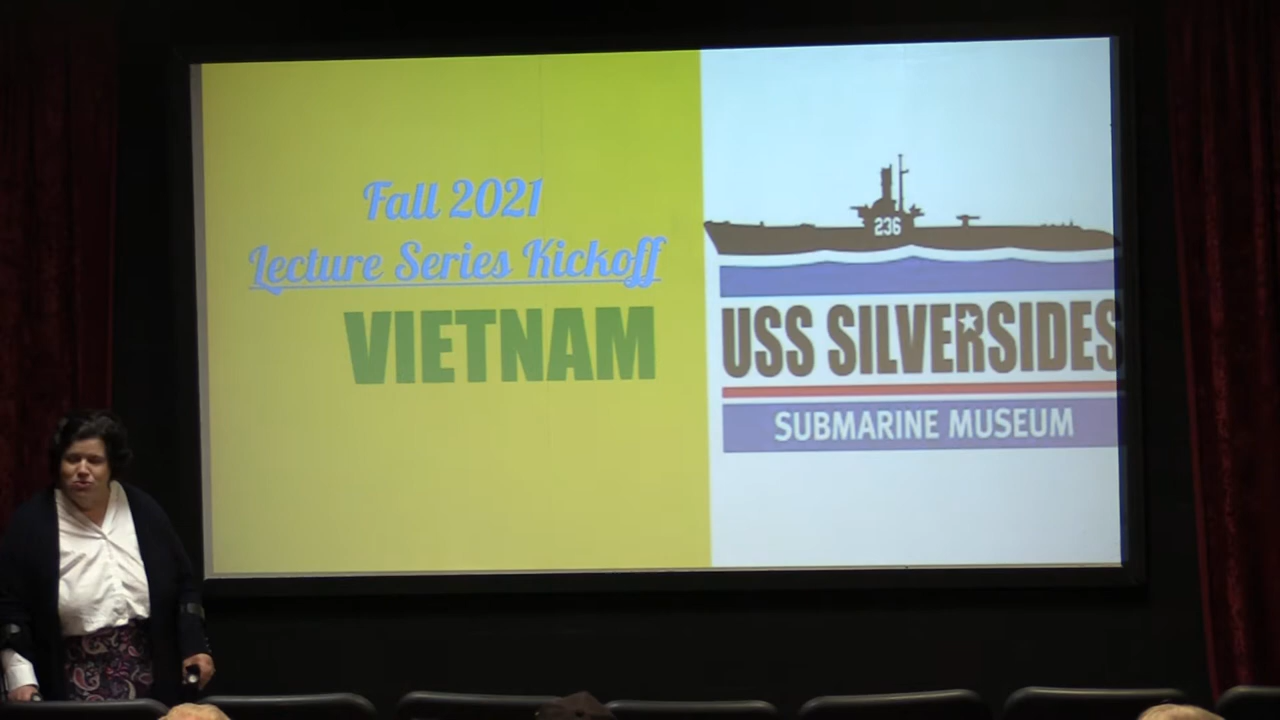 Fall 2021
Lecture Series Kickoff
VIETNAM
236
USS SILVERSIDES
SUBMARINE MUSEUM